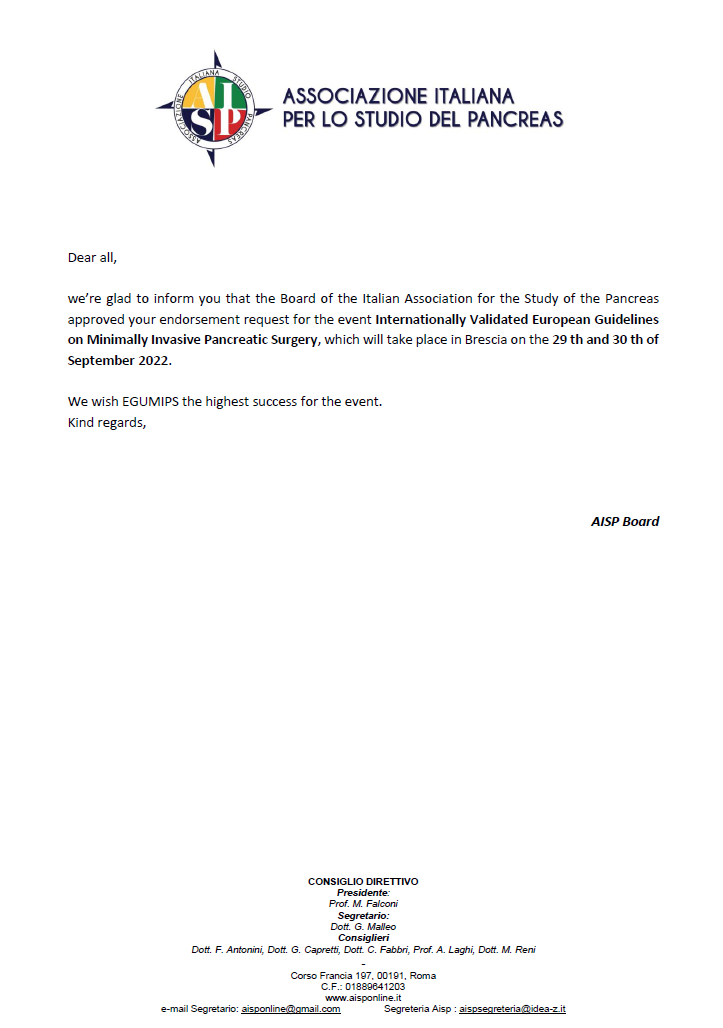 ASSOCIAZIONE ITALIANA STUDIO PANCREAS
AISP
ASSOCIAZIONE ITALIANA
PER LO STUDIO DEL PANCREAS
Dear all,
we’re glad to inform you that the Board of the Italian Association for the Study of the Pancreas
approved your endorsement request for the event Internationally Validated European Guidelines
on Minimally Invasive Pancreatic Surgery, which will take place in Brescia on the 29 th and 30 th of
September 2022.
We wish EGUMIPS the highest success for the event.
Kind regards,
AISP Board
CONSIGLIO DIRETTIVO
Presidente:
Prof. M. Falconi
Segretario:
Dott. G. Malleo
Consiglieri
Dott. F. Antonini, Dott. G. Capretti, Dott. C. Fabbri, Prof. A. Laghi, Dott. M. Reni
-
Corso Francia 197, 00191, Roma
C.F.: 01889641203
www.aisponline.it
e-mail Segretario: aisponline@gmail.com Segreteria Aisp : aispsegreteria@idea-z.it